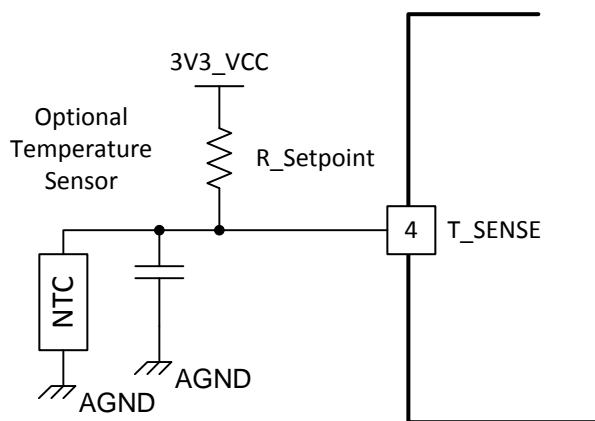 3V3_VCC
Optional
Temperature
Sensor
R_Setpoint
4
T_SENSE
NTC
AGND
AGND